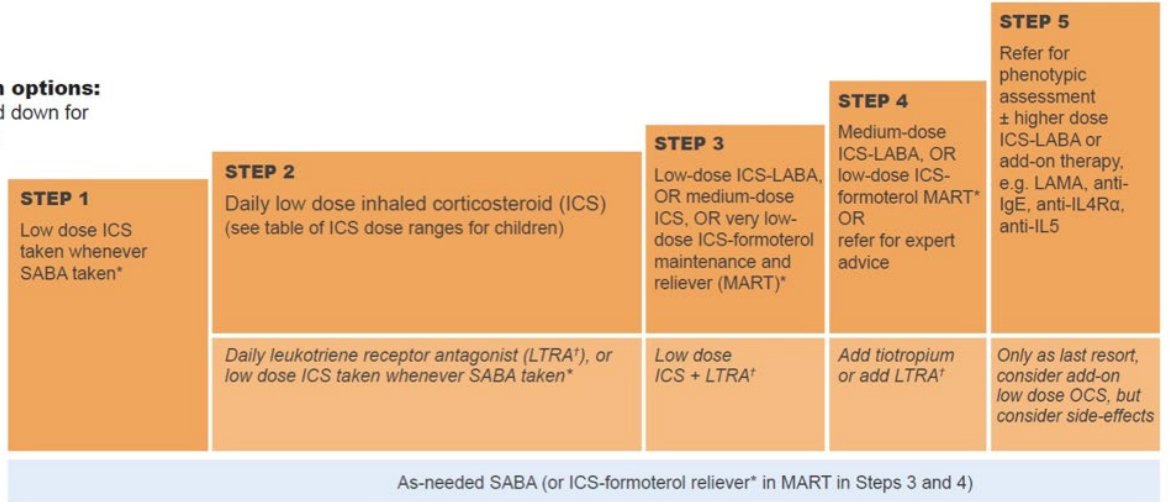 n options:
d down for
STEP 1
Low dose ICS
taken whenever
SABA taken*
STEP 2
Daily low dose inhaled corticosteroid (ICS)
(see table of ICS dose ranges for children)
Daily leukotriene receptor antagonist (LTRA†), or
low dose ICS taken whenever SABA taken*
STEP 3
Low-dose ICS-LABA,
OR medium-dose
ICS, OR very low-
dose ICS-formoterol
maintenance and
reliever (MART)*
Low dose
ICS + LTRA†
STEP 4
Medium-dose
ICS-LABA, OR
low-dose ICS-
formoterol MART*
OR
refer for expert
advice
Add tiotropium
or add LTRA†
STEP 5
Refer for
phenotypic
assessment
± higher dose
ICS-LABA or
add-on therapy,
e.g. LAMA, anti-
IgE, anti-IL4Rα,
anti-IL5
Only as last resort,
consider add-on
low dose OCS, but
consider side-effects
As-needed SABA (or ICS-formoterol reliever* in MART in Steps 3 and 4)